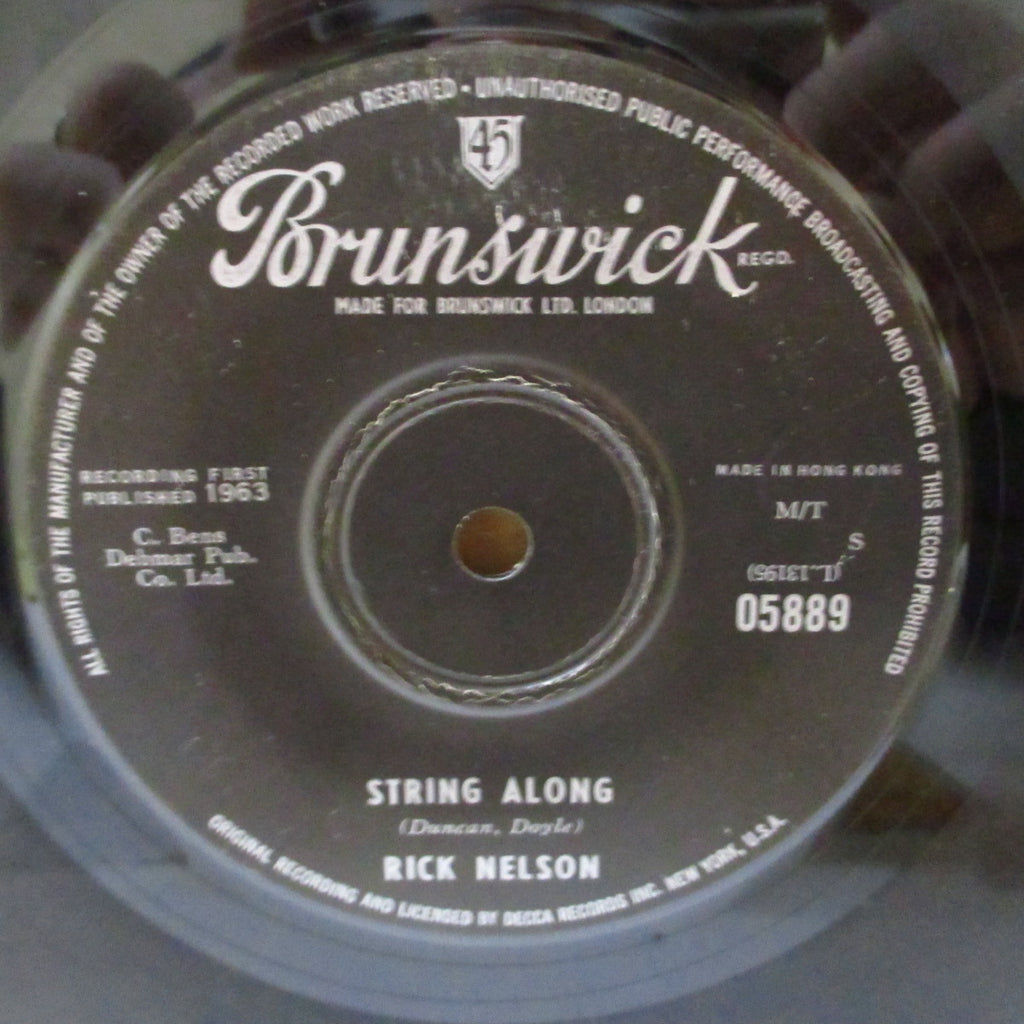 ALL RIGHTS OF THE MANUFACTURER AND OF THE OWNER OF THE RECORDED WORK RESERVED • UNAUTHORISED PUBLIC PERFORMANCE BROADCASTING AND COPYING OF THIS RECORD PROHIBITED
45
Brunswick REGD.
MADE FOR BRUNSWICK LTD. LONDON
RECORDING FIRST
PUBLISHED 1963
C. Bens
Debmar Pub.
Co. Ltd.
MADE IN HONG KONG
M/T
S
(L~13195)
05889
STRING ALONG
(Duncan, Doyle)
RICK NELSON
ORIGINAL RECORDING AND LICENSED BY DECCA RECORDS INC. NEW YORK, U.S.A.